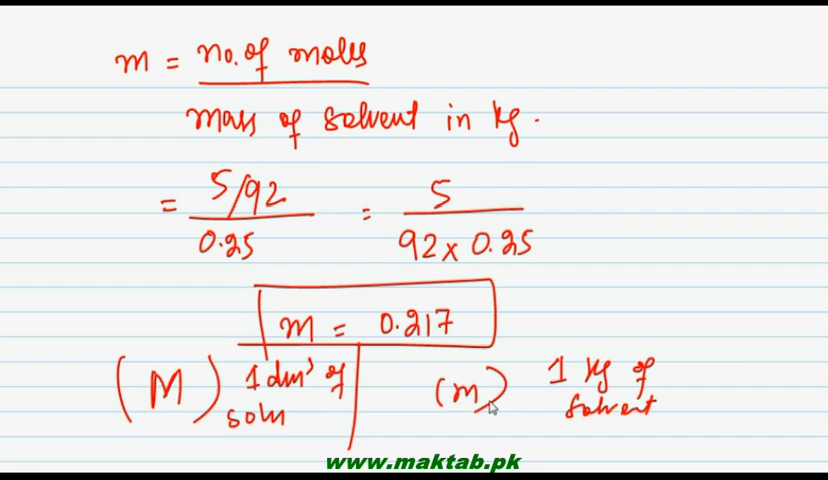 m = no. of moles
mass of solvent in kg.
= 5/92 = 5
0.25 92 x 0.25
m = 0.217
(M) 1 dm³ of (m) 1 kg of
soln solvent
www.maktab.pk